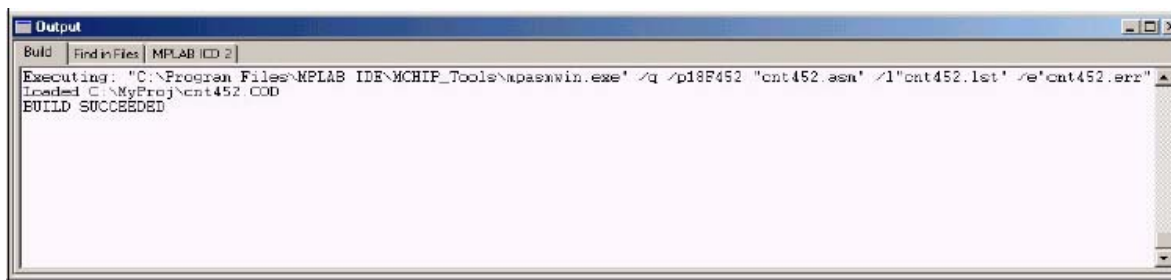 Output
Build Find in Files MPLAB ICD 2
Executing: "C:\Program Files\MPLAB IDE\MCHIP_Tools\mpasmwin.exe" /q /p18F452 "cnt452.asm" /l"cnt452.lst" /e"cnt452.err"
Loaded C:\MyProj\cnt452.COD
BUILD SUCCEEDED